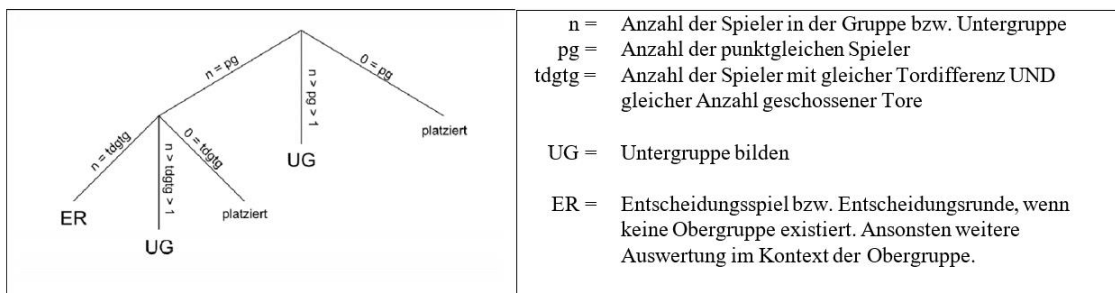 n = pg
n > pg > 1
0 = pg
platziert
UG
n = tdgtg
n > tdgtg > 1
0 = tdgtg
ER
UG
platziert
n = Anzahl der Spieler in der Gruppe bzw. Untergruppe
pg = Anzahl der punktgleichen Spieler
tdgtg = Anzahl der Spieler mit gleicher Tordifferenz UND
gleicher Anzahl geschossener Tore
UG = Untergruppe bilden
ER = Entscheidungsspiel bzw. Entscheidungsrunde, wenn
keine Obergruppe existiert. Ansonsten weitere
Auswertung im Kontext der Obergruppe.